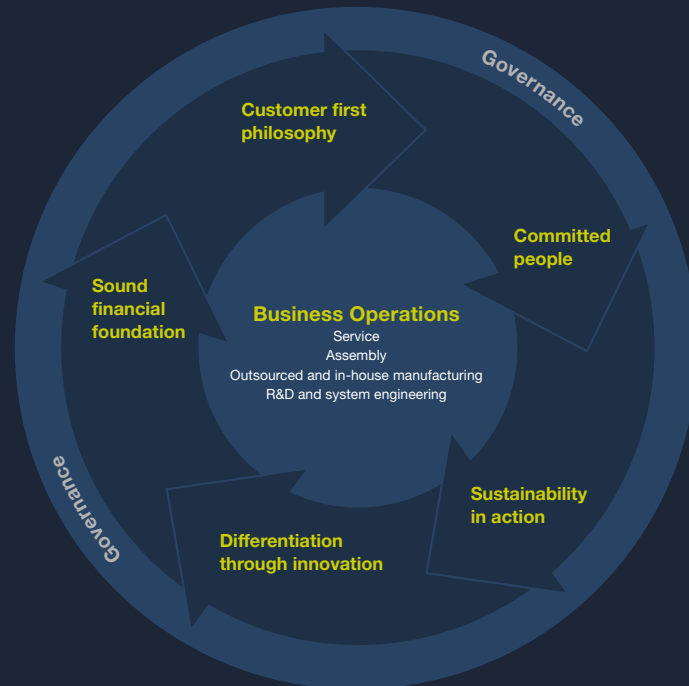 Governance
Customer first
philosophy
Committed
people
Sound
financial
foundation
Business Operations
Service
Assembly
Outsourced and in-house manufacturing
R&D and system engineering
Sustainability
in action
Differentiation
through innovation
Governance